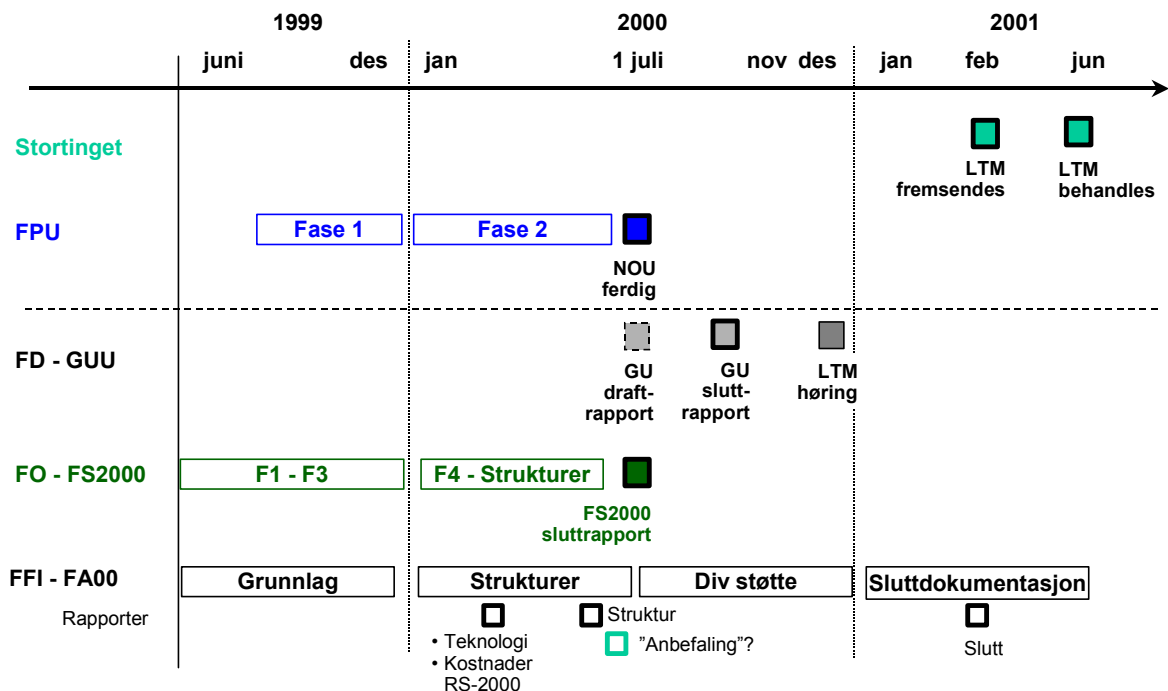 1999 2000 2001
juni des jan 1 juli nov des jan feb jun
Stortinget
LTM
fremsendes
LTM
behandles
FPU
Fase 1
Fase 2
NOU
ferdig
FD - GUU
GU
draft-
rapport
GU
slutt-
rapport
LTM
høring
FO - FS2000
F1 - F3
F4 - Strukturer
FS2000
sluttrapport
FFI - FA00
Grunnlag
Strukturer
Div støtte
Sluttdokumentasjon
Rapporter
• Teknologi
• Kostnader
RS-2000
Struktur
”Anbefaling”?
Slutt